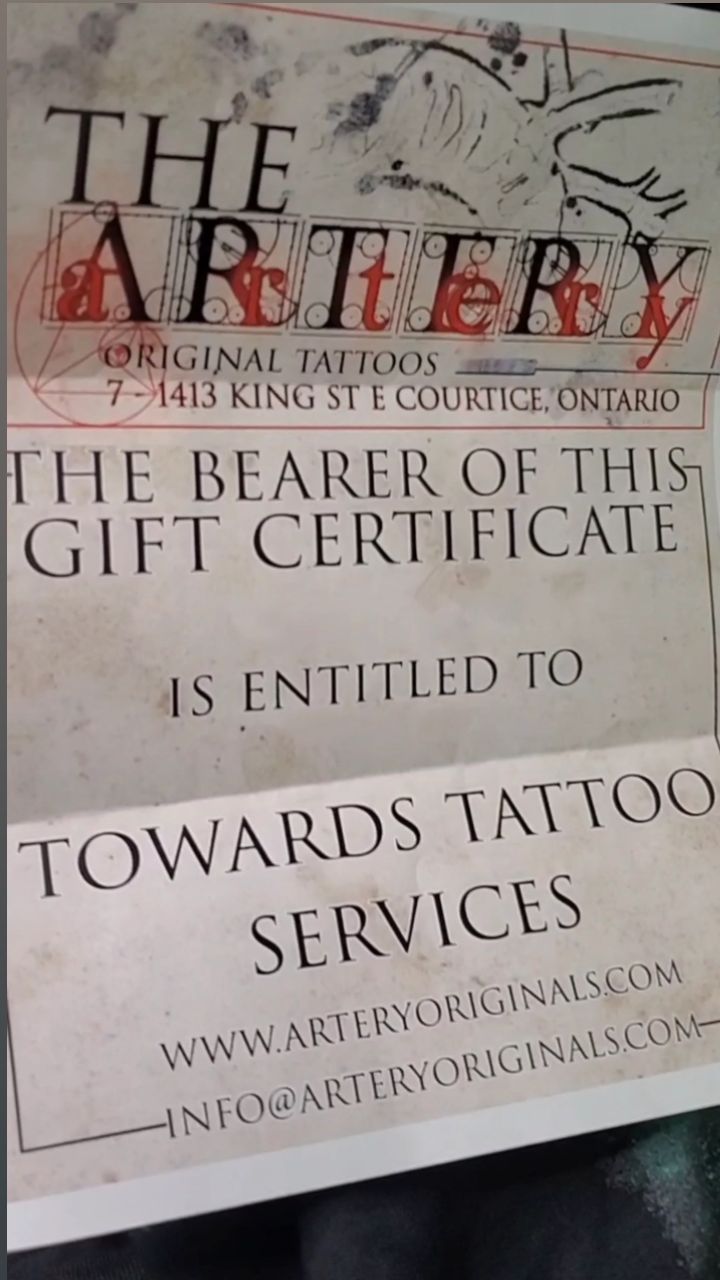 THE
ARTERY
artery
ORIGINAL TATTOOS
7 - 1413 KING ST E COURTICE, ONTARIO
THE BEARER OF THIS
GIFT CERTIFICATE
IS ENTITLED TO
TOWARDS TATTOO
SERVICES
WWW.ARTERYORIGINALS.COM
INFO@ARTERYORIGINALS.COM